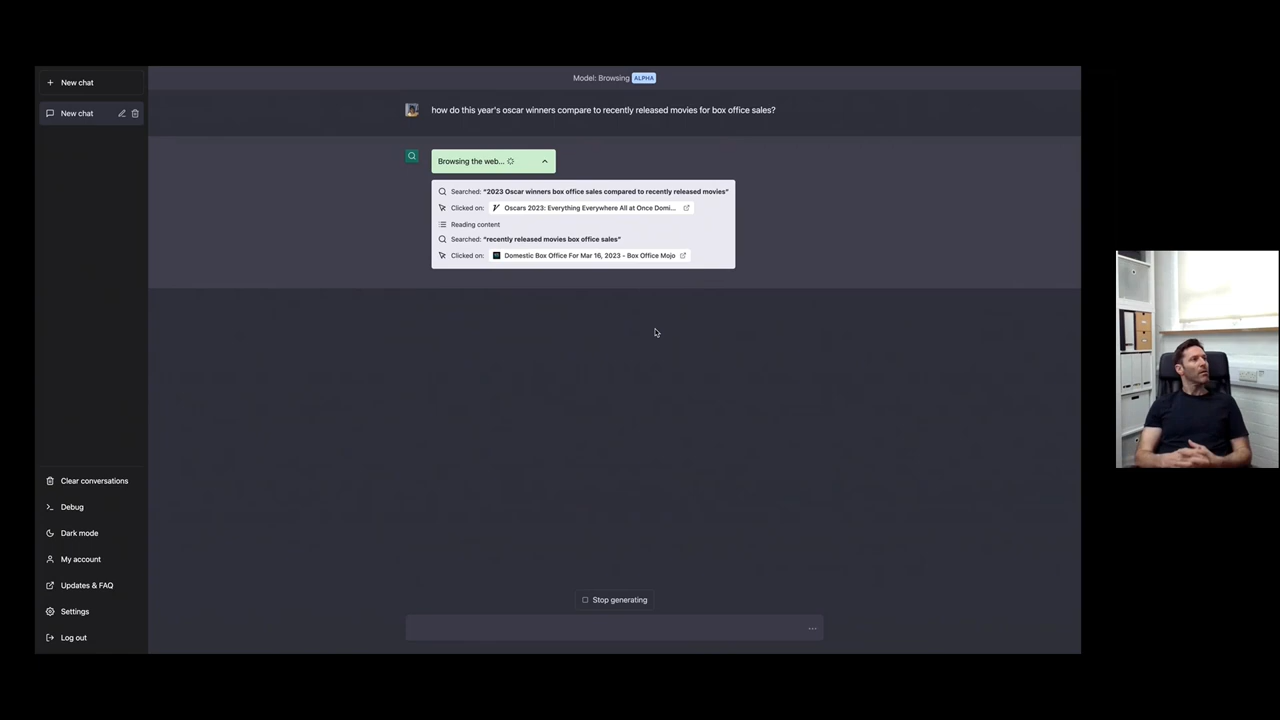 New chat
New chat
Clear conversations
Debug
Dark mode
My account
Updates & FAQ
Settings
Log out
Model: Browsing ALPHA
how do this year's oscar winners compare to recently released movies for box office sales?
Browsing the web...
Searched: "2023 Oscar winners box office sales compared to recently released movies"
Clicked on: Oscars 2023: Everything Everywhere All at Once Domi...
Reading content
Searched: "recently released movies box office sales"
Clicked on: Domestic Box Office For Mar 16, 2023 - Box Office Mojo
Stop generating